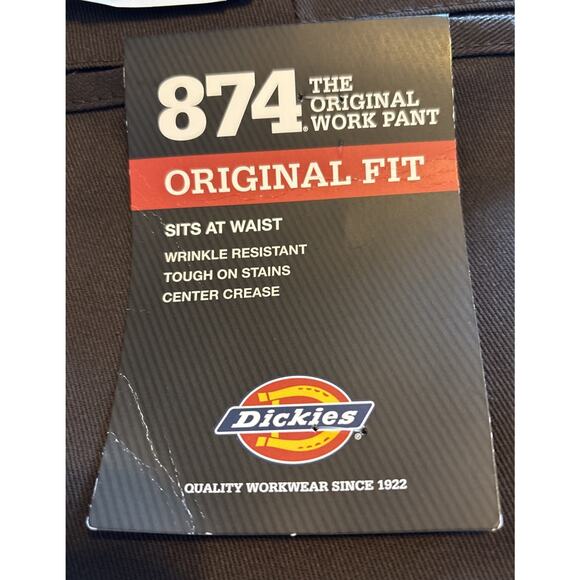 874® THE
ORIGINAL
WORK PANT
ORIGINAL FIT
SITS AT WAIST
WRINKLE RESISTANT
TOUGH ON STAINS
CENTER CREASE
Dickies®
QUALITY WORKWEAR SINCE 1922